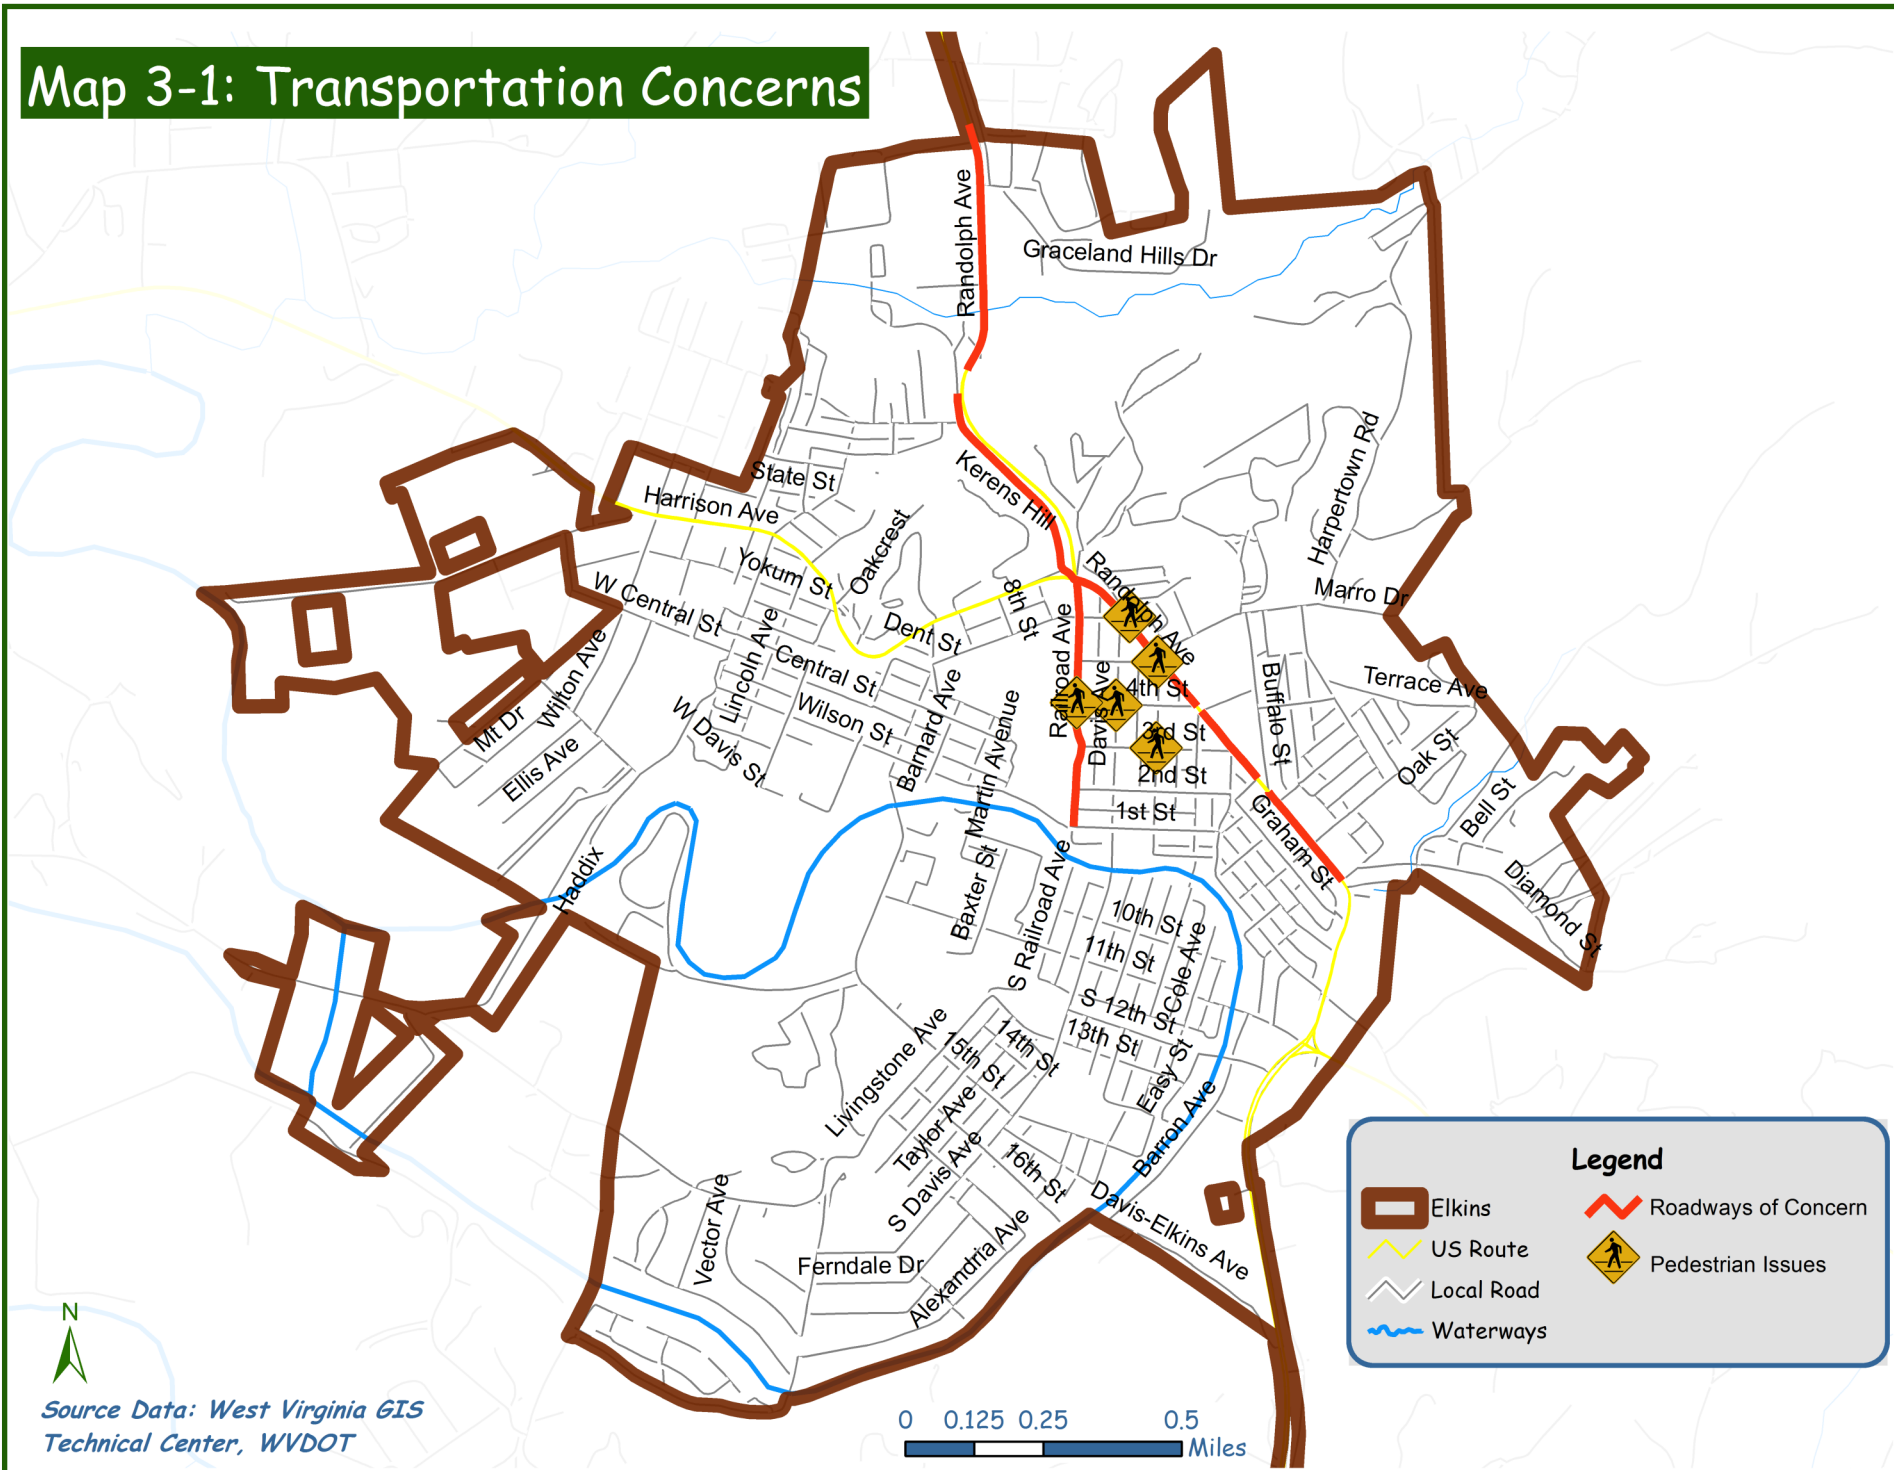 Map 3-1: Transportation Concerns
Randolph Ave
Graceland Hills Dr
Kerens Hill
State St
Harrison Ave
Oakcrest
Yokum St
W Central St
Harpertown Rd
Marro Dr
Randolph Ave
8th St
Dent St
Lincoln Ave
Central St
Wilton Ave
Mt Dr
Ellis Ave
W Davis St
Wilson St
Barnard Ave
Martin Avenue
Railroad Ave
Davis Ave
4th St
3rd St
2nd St
1st St
Buffalo St
Terrace Ave
Oak St
Bell St
Graham St
Diamond St
Haddix
Baxter St
S Railroad Ave
10th St
11th St
Cole Ave
S 12th St
13th St
14th St
15th St
Easy St
Livingstone Ave
Taylor Ave
S Davis Ave
16th St
Barron Ave
Davis-Elkins Ave
Vector Ave
Ferndale Dr
Alexandria Ave
Legend
Elkins
US Route
Local Road
Waterways
Roadways of Concern
Pedestrian Issues
N
Source Data: West Virginia GIS
Technical Center, WVDOT
0 0.125 0.25 0.5
Miles